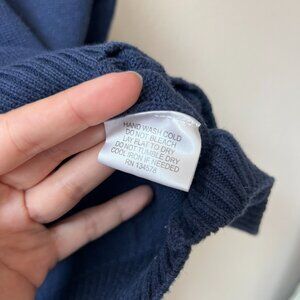 HAND WASH COLD
DO NOT BLEACH
LAY FLAT TO DRY
DO NOT TUMBLE DRY
COOL IRON IF NEEDED
RN 134578